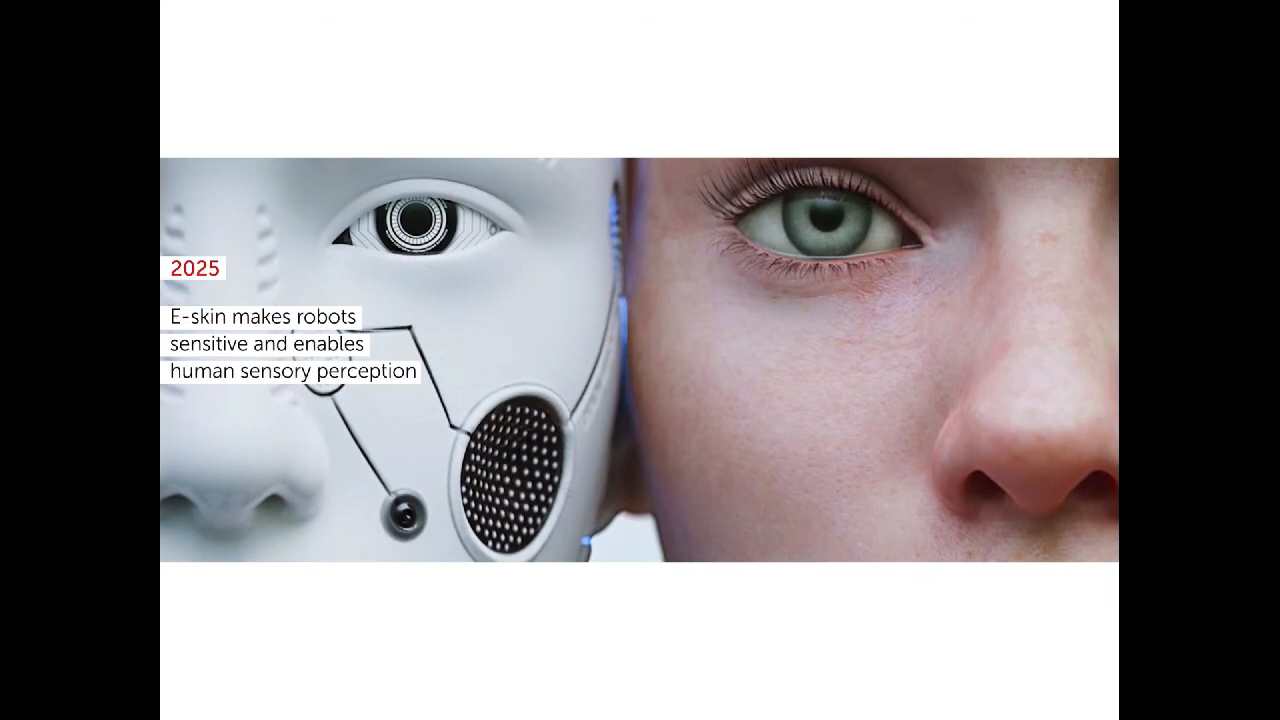 2025
E-skin makes robots
sensitive and enables
human sensory perception